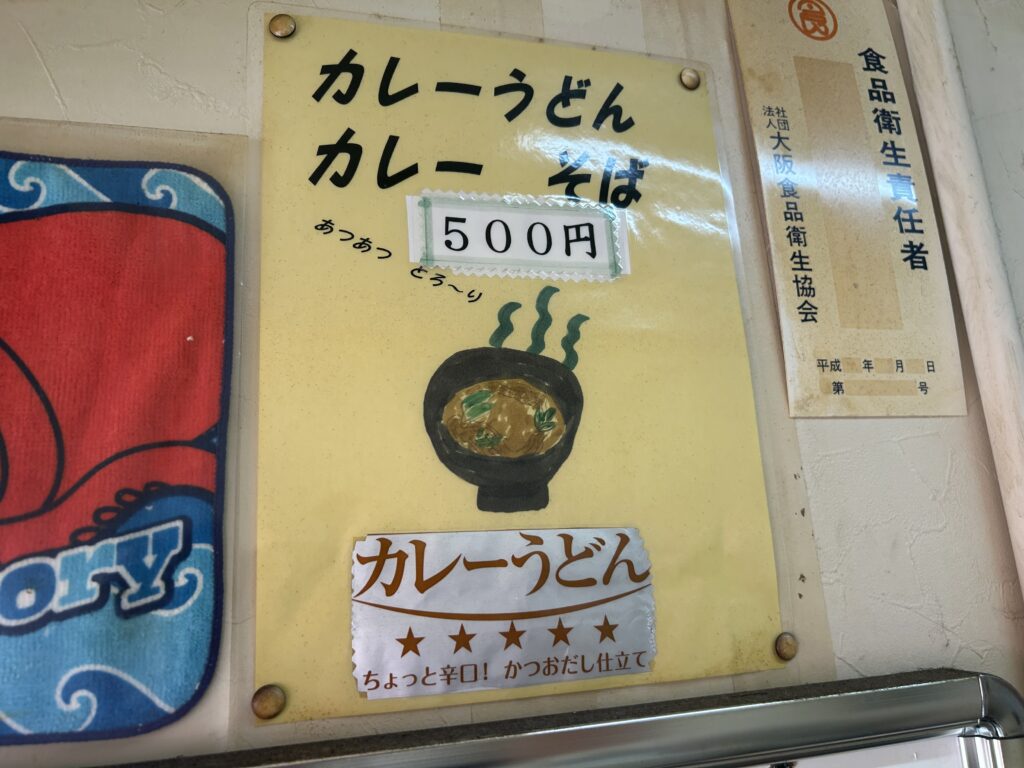 カレーうどん
カレー そば
500円
あつあつ とろ〜り
カレーうどん
★★★★★
ちょっと辛口! かつおだし仕立て
食品衛生責任者
社団法人大阪食品衛生協会
平成 年 月 日
第 号
ory